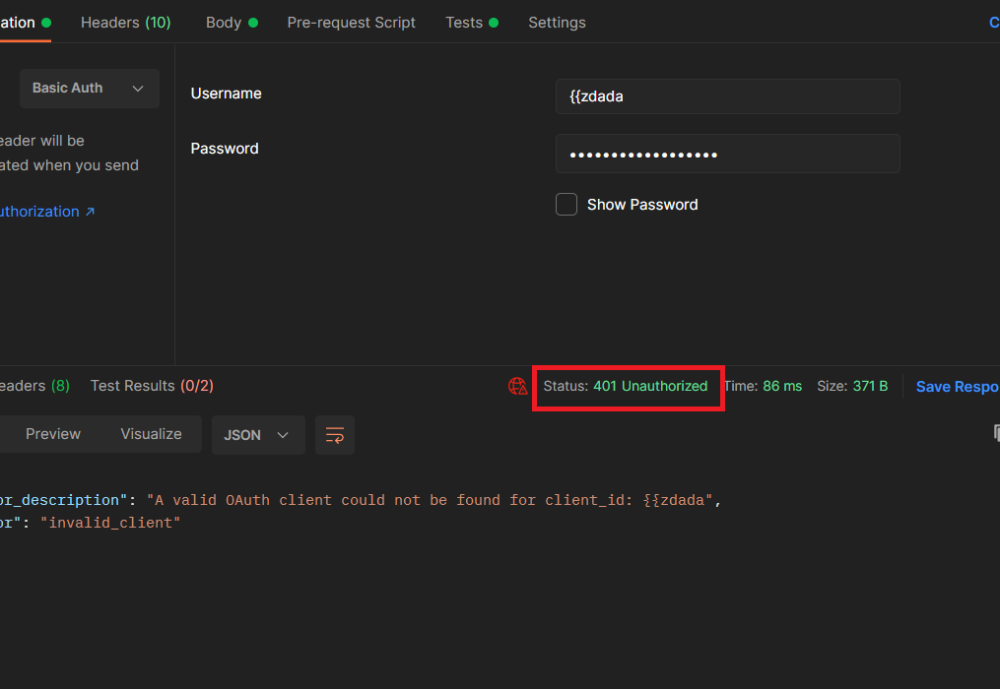 ation Headers (10) Body Pre-request Script Tests Settings C
Basic Auth
Username {{zdada
eader will be
Password ••••••••••••••••••
ated when you send
Show Password
uthorization ↗
eaders (8) Test Results (0/2) Status: 401 Unauthorized Time: 86 ms Size: 371 B Save Respo
Preview Visualize JSON
or_description": "A valid OAuth client could not be found for client_id: {{zdada",
or": "invalid_client"